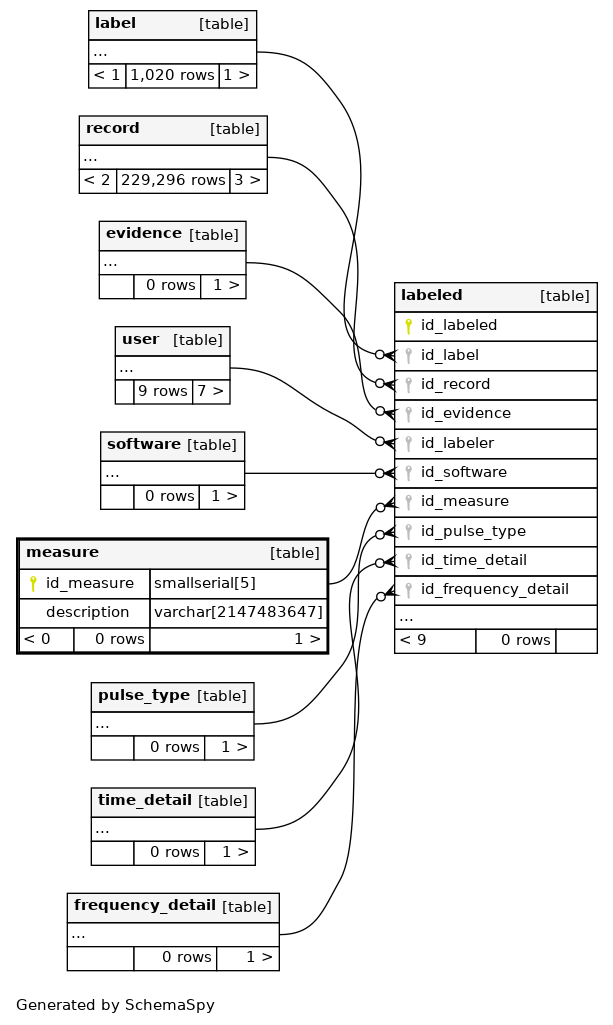 label [table]
...
< 1 1,020 rows 1 >
record [table]
...
< 2 229,296 rows 3 >
evidence [table]
...
0 rows 1 >
user [table]
...
9 rows 7 >
software [table]
...
0 rows 1 >
measure [table]
id_measure smallserial[5]
description varchar[2147483647]
< 0 0 rows 1 >
pulse_type [table]
...
0 rows 1 >
time_detail [table]
...
0 rows 1 >
frequency_detail [table]
...
0 rows 1 >
labeled [table]
id_labeled
id_label
id_record
id_evidence
id_labeler
id_software
id_measure
id_pulse_type
id_time_detail
id_frequency_detail
...
< 9 0 rows
Generated by SchemaSpy